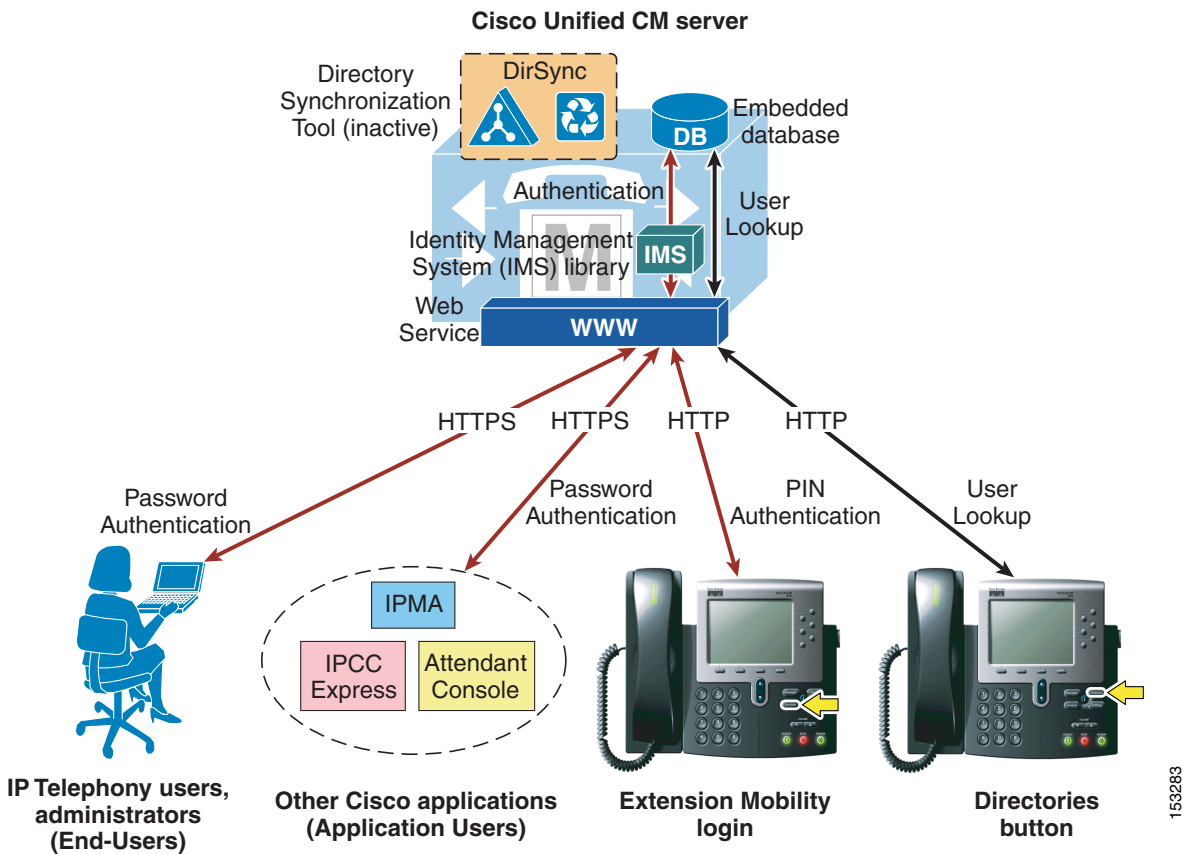 Cisco Unified CM server
Directory
Synchronization
Tool (inactive)
DirSync
DB
Embedded
database
Authentication
User
Lookup
Identity Management
System (IMS) library
M
IMS
Web
Service
WWW
HTTPS
HTTPS
HTTP
HTTP
Password
Authentication
Password
Authentication
PIN
Authentication
User
Lookup
IPMA
IPCC
Express
Attendant
Console
IP Telephony users,
administrators
(End-Users)
Other Cisco applications
(Application Users)
Extension Mobility
login
Directories
button
153283